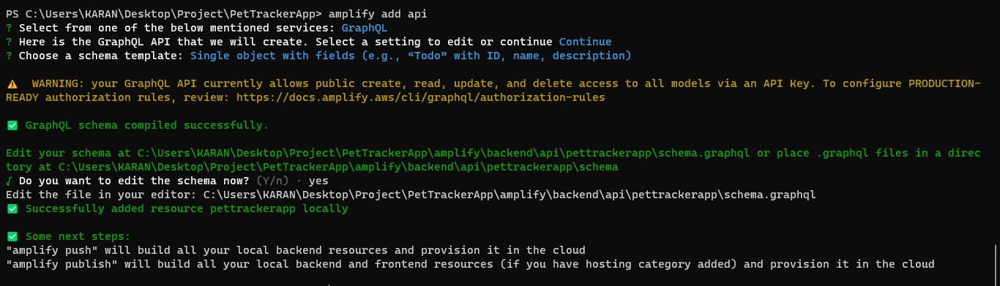 PS C:\Users\KARAN\Desktop\Project\PetTrackerApp> amplify add api
? Select from one of the below mentioned services: GraphQL
? Here is the GraphQL API that we will create. Select a setting to edit or continue Continue
? Choose a schema template: Single object with fields (e.g., “Todo” with ID, name, description)
⚠️ WARNING: your GraphQL API currently allows public create, read, update, and delete access to all models via an API Key. To configure PRODUCTION-
READY authorization rules, review: https://docs.amplify.aws/cli/graphql/authorization-rules
✅ GraphQL schema compiled successfully.
Edit your schema at C:\Users\KARAN\Desktop\Project\PetTrackerApp\amplify\backend\api\pettrackerapp\schema.graphql or place .graphql files in a direc
tory at C:\Users\KARAN\Desktop\Project\PetTrackerApp\amplify\backend\api\pettrackerapp\schema
√ Do you want to edit the schema now? (Y/n) · yes
Edit the file in your editor: C:\Users\KARAN\Desktop\Project\PetTrackerApp\amplify\backend\api\pettrackerapp\schema.graphql
✅ Successfully added resource pettrackerapp locally
✅ Some next steps:
"amplify push" will build all your local backend resources and provision it in the cloud
"amplify publish" will build all your local backend and frontend resources (if you have hosting category added) and provision it in the cloud